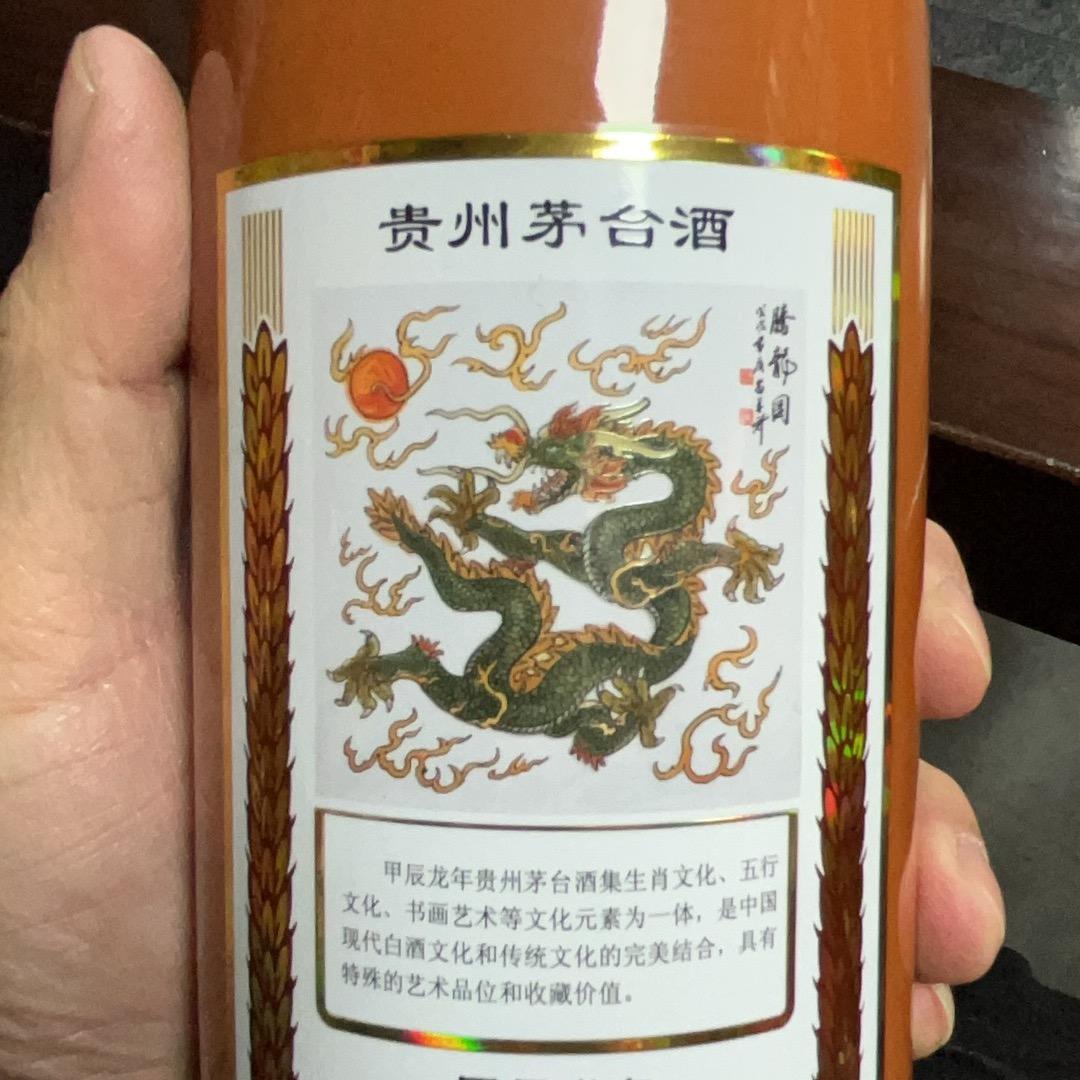 贵州茅台酒
腾龙图
甲辰龙年贵州茅台酒集生肖文化、五行
文化、书画艺术等文化元素为一体，是中国
现代白酒文化和传统文化的完美结合，具有
特殊的艺术品位和收藏价值。